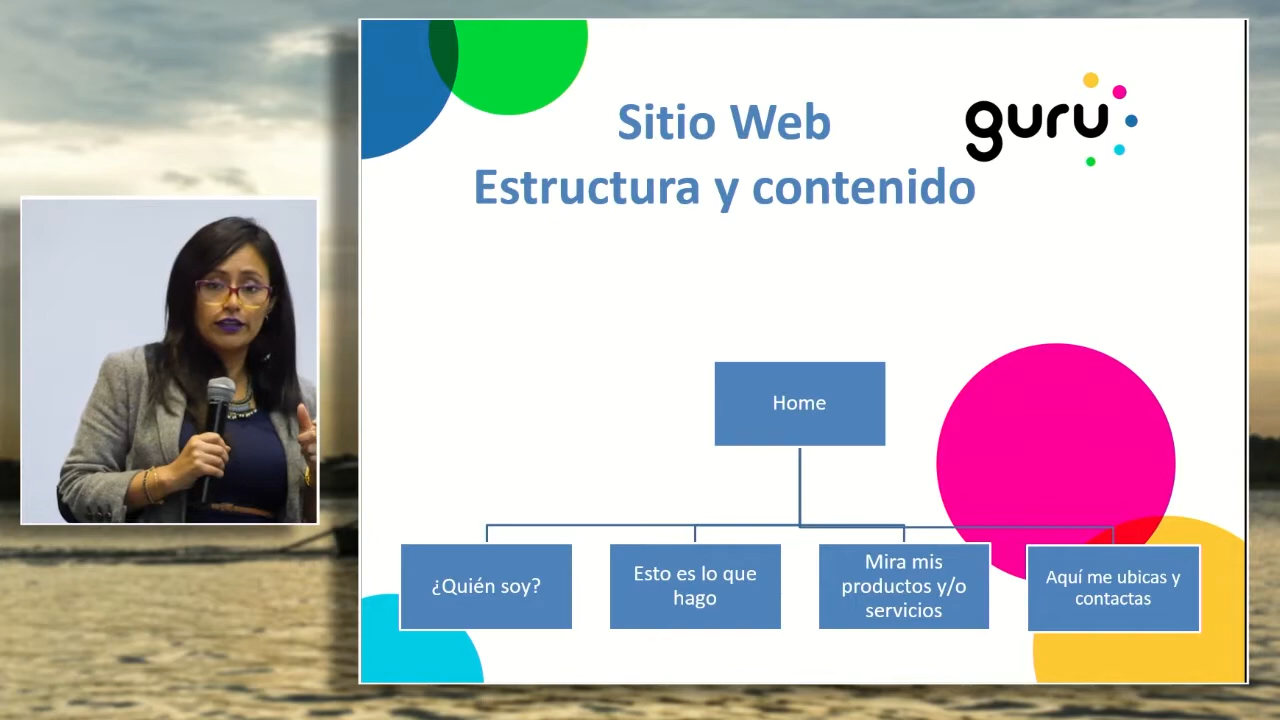 Sitio Web
Estructura y contenido
guru
Home
¿Quién soy?
Esto es lo que
hago
Mira mis
productos y/o
servicios
Aquí me ubicas y
contactas